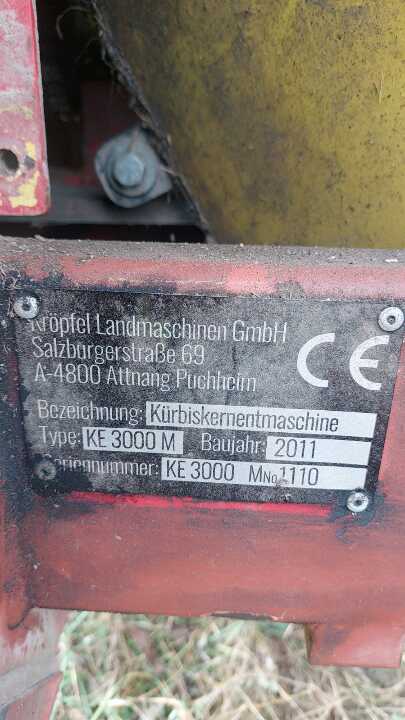 Kröpfel Landmaschinen GmbH
Salzburgerstraße 69
A-4800 Attnang Puchheim
CE
Bezeichnung: Kürbiskernentmaschine
Type: KE 3000 M Baujahr: 2011
Seriennummer: KE 3000 MNo 1110